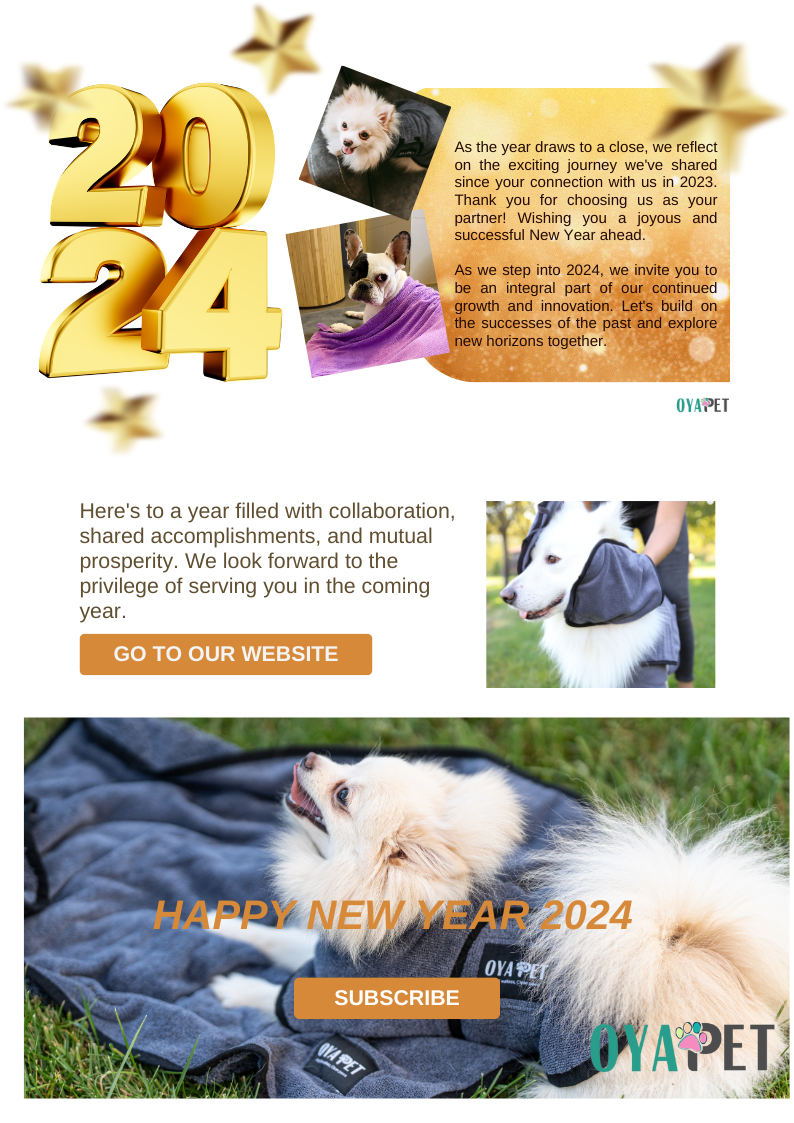 20
24
As the year draws to a close, we reflect
on the exciting journey we've shared
since your connection with us in 2023.
Thank you for choosing us as your
partner! Wishing you a joyous and
successful New Year ahead.
As we step into 2024, we invite you to
be an integral part of our continued
growth and innovation. Let's build on
the successes of the past and explore
new horizons together.
OYAPET
Here's to a year filled with collaboration,
shared accomplishments, and mutual
prosperity. We look forward to the
privilege of serving you in the coming
year.
GO TO OUR WEBSITE
HAPPY NEW YEAR 2024
OYAPET
SUBSCRIBE
OYAPET
OYAPET